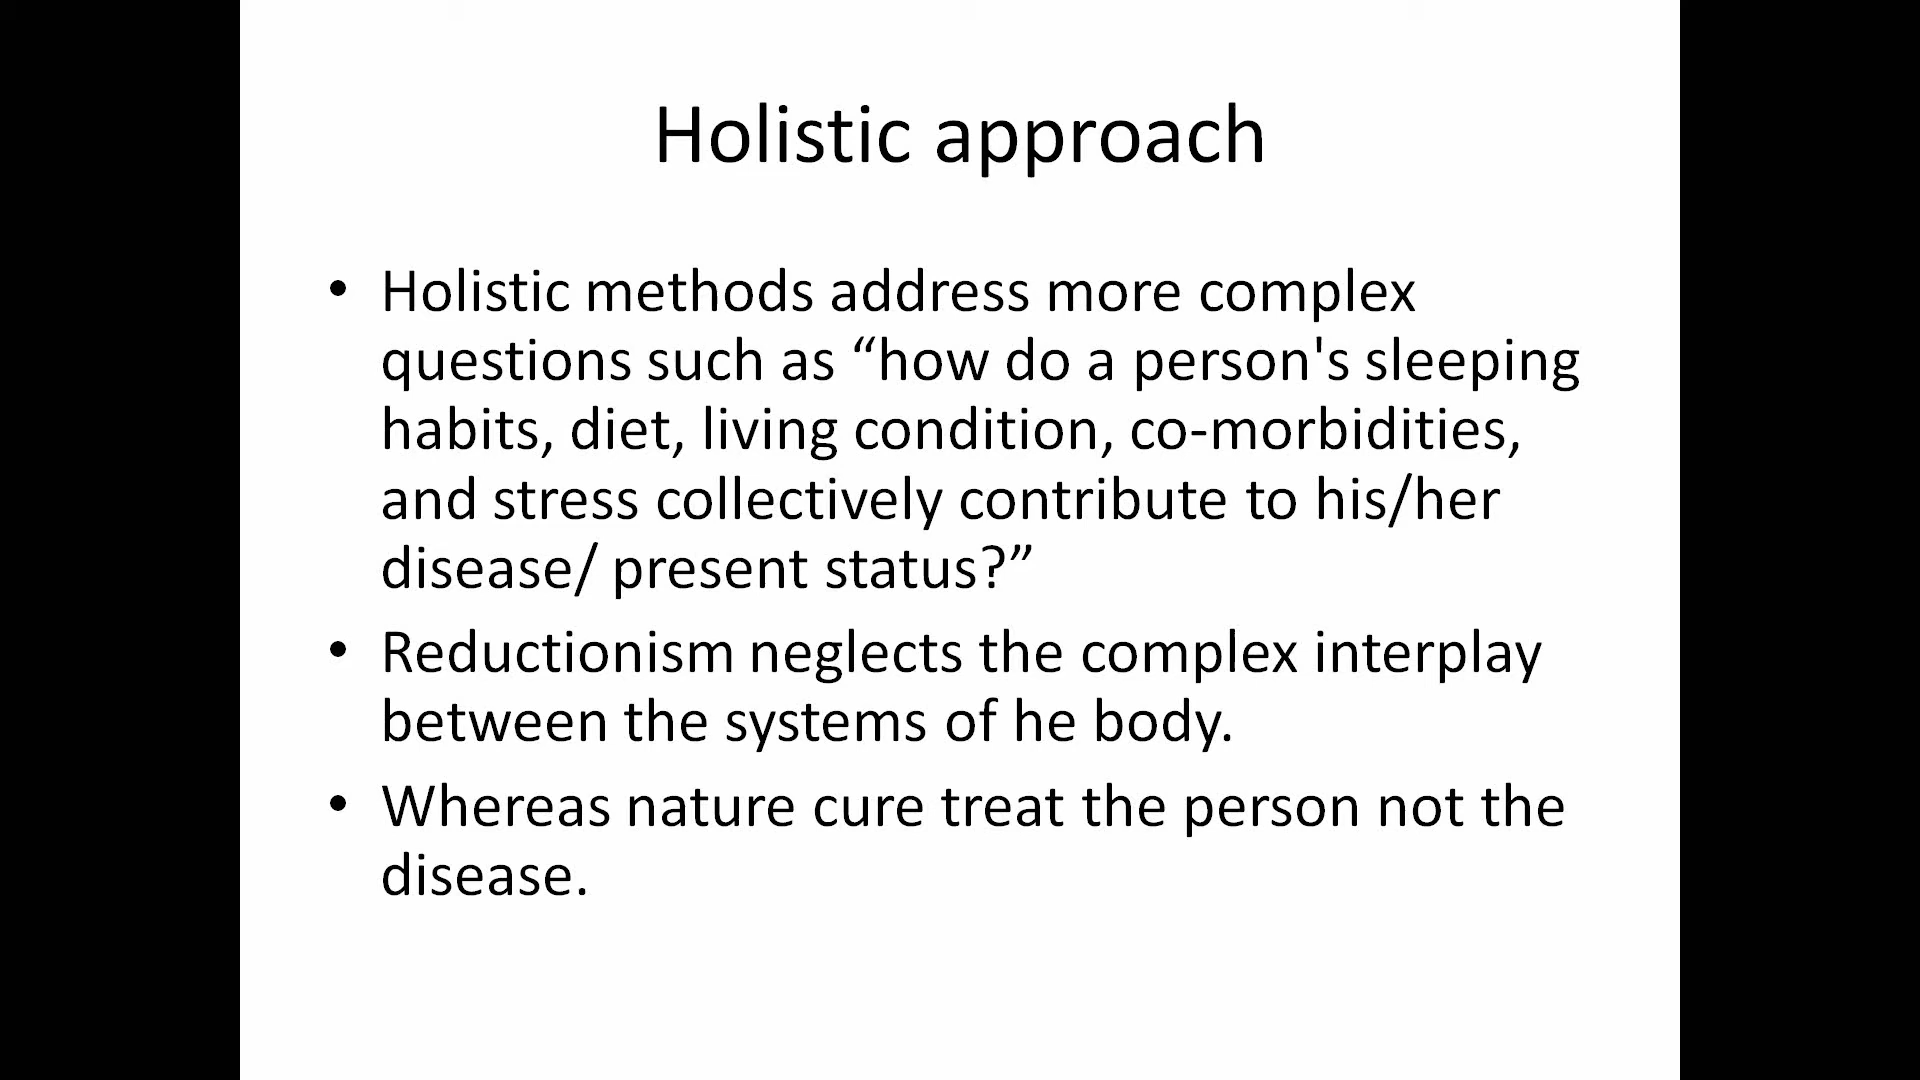 Holistic approach
• Holistic methods address more complex
questions such as “how do a person's sleeping
habits, diet, living condition, co-morbidities,
and stress collectively contribute to his/her
disease/ present status?”
• Reductionism neglects the complex interplay
between the systems of he body.
• Whereas nature cure treat the person not the
disease.